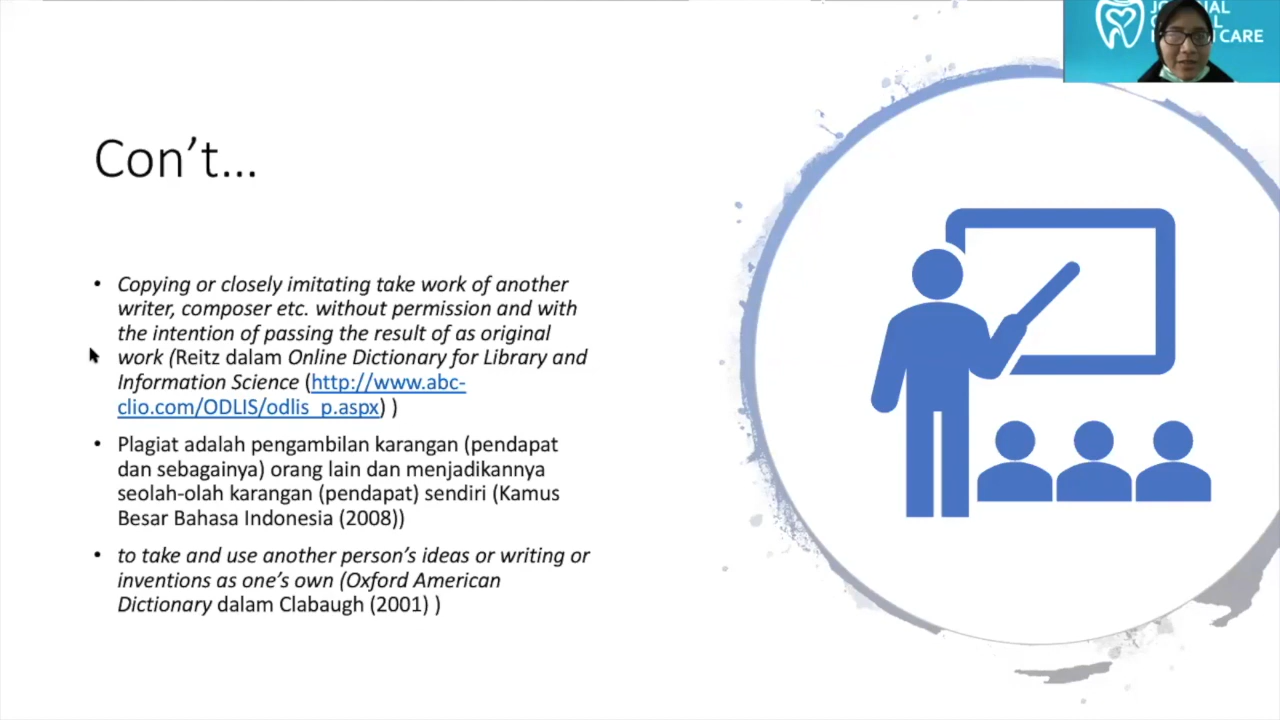 JOURNAL
CARE
Con't...
• Copying or closely imitating take work of another
writer, composer etc. without permission and with
the intention of passing the result of as original
work (Reitz dalam Online Dictionary for Library and
Information Science (http://www.abc-
clio.com/ODLIS/odlis_p.aspx) )
• Plagiat adalah pengambilan karangan (pendapat
dan sebagainya) orang lain dan menjadikannya
seolah-olah karangan (pendapat) sendiri (Kamus
Besar Bahasa Indonesia (2008))
• to take and use another person's ideas or writing or
inventions as one's own (Oxford American
Dictionary dalam Clabaugh (2001) )